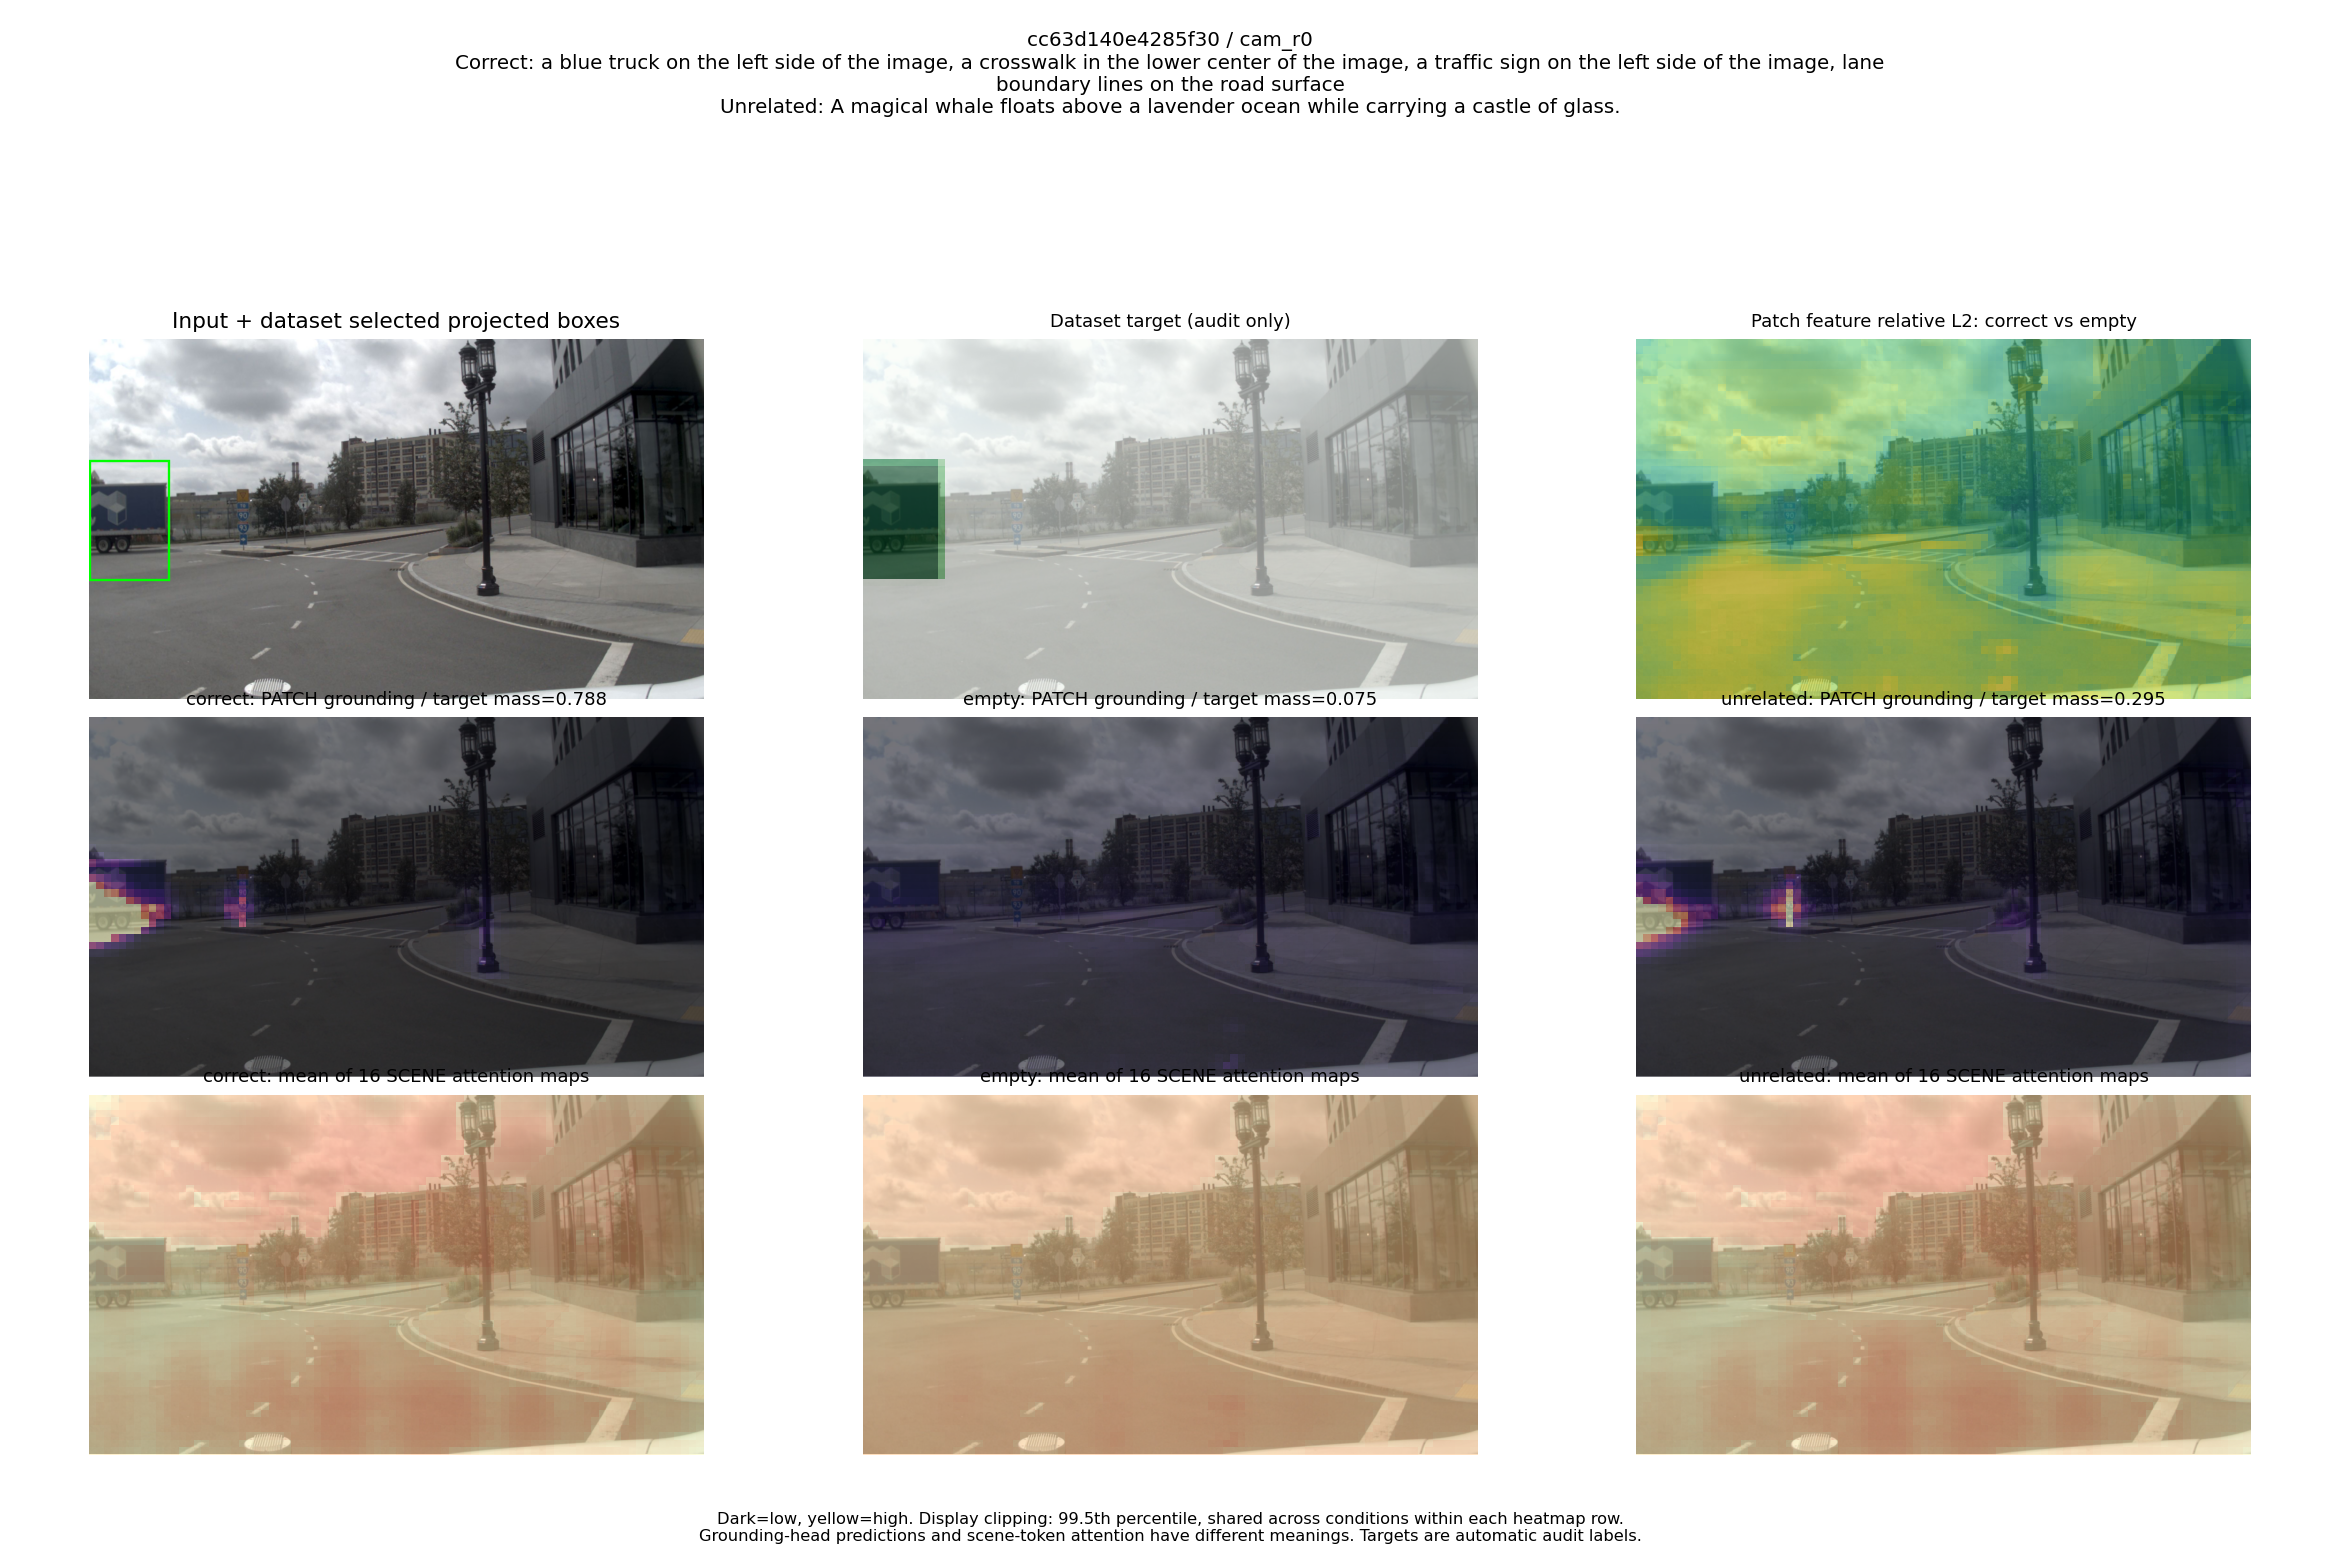 cc63d140e4285f30 / cam_r0
Correct: a blue truck on the left side of the image, a crosswalk in the lower center of the image, a traffic sign on the left side of the image, lane
boundary lines on the road surface
Unrelated: A magical whale floats above a lavender ocean while carrying a castle of glass.
Input + dataset selected projected boxes
Dataset target (audit only)
Patch feature relative L2: correct vs empty
correct: PATCH grounding / target mass=0.788
empty: PATCH grounding / target mass=0.075
unrelated: PATCH grounding / target mass=0.295
correct: mean of 16 SCENE attention maps
empty: mean of 16 SCENE attention maps
unrelated: mean of 16 SCENE attention maps
Dark=low, yellow=high. Display clipping: 99.5th percentile, shared across conditions within each heatmap row.
Grounding-head predictions and scene-token attention have different meanings. Targets are automatic audit labels.